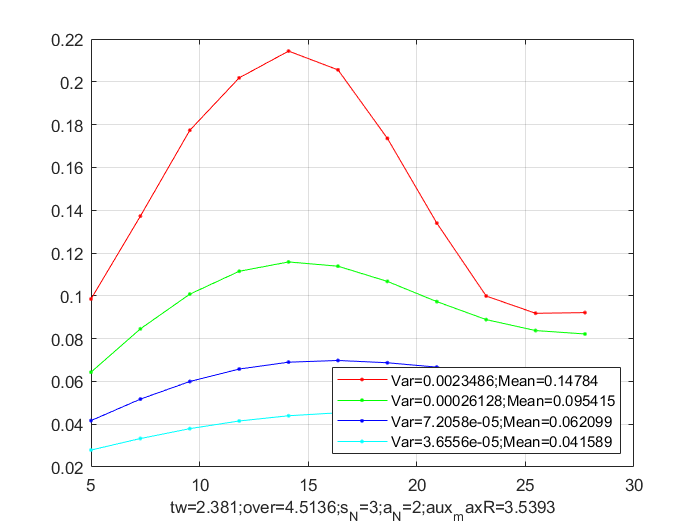 0.22
0.2
0.18
0.16
0.14
0.12
0.1
0.08
0.06
0.04
0.02
Var=0.0023486;Mean=0.14784
Var=0.00026128;Mean=0.095415
Var=7.2058e-05;Mean=0.062099
Var=3.6556e-05;Mean=0.041589
5 10 15 20 25 30
tw=2.381;over=4.5136;s_N=3;a_N=2;aux_maxR=3.5393